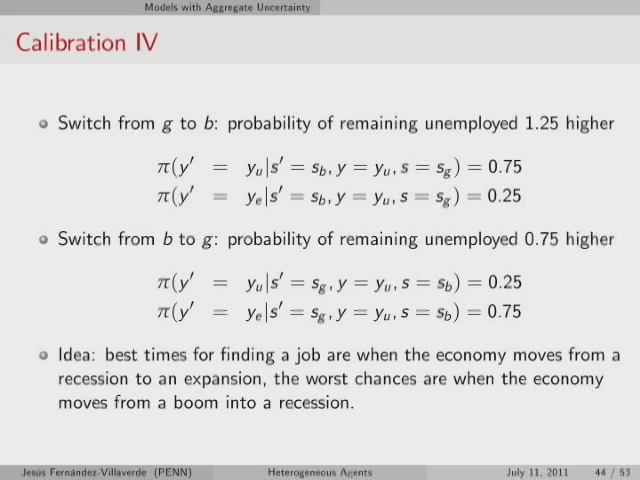 Models with Aggregate Uncertainty
Calibration IV
Switch from g to b: probability of remaining unemployed 1.25 higher
π(y′ = y_u|s′ = s_b, y = y_u, s = s_g) = 0.75
π(y′ = y_e|s′ = s_b, y = y_u, s = s_g) = 0.25
Switch from b to g: probability of remaining unemployed 0.75 higher
π(y′ = y_u|s′ = s_g, y = y_u, s = s_b) = 0.25
π(y′ = y_e|s′ = s_g, y = y_u, s = s_b) = 0.75
Idea: best times for finding a job are when the economy moves from a
recession to an expansion, the worst chances are when the economy
moves from a boom into a recession.
Jesús Fernández-Villaverde (PENN) Heterogeneous Agents July 11, 2011 44 / 53